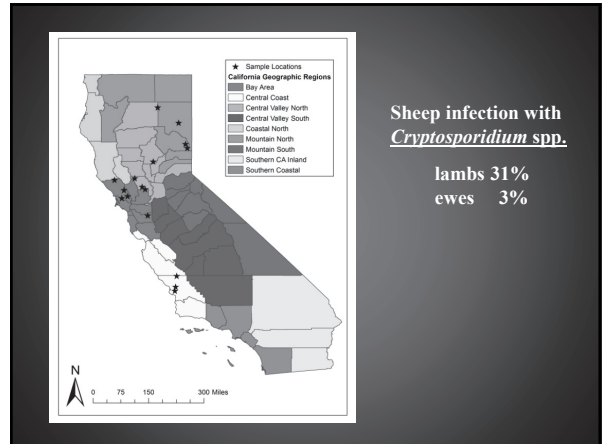 ★ Sample Locations
California Geographic Regions
Bay Area
Central Coast
Central Valley North
Central Valley South
Coastal North
Mountain North
Mountain South
Southern CA Inland
Southern Coastal
N
0 75 150 300 Miles
Sheep infection with
Cryptosporidium spp.
lambs 31%
ewes 3%